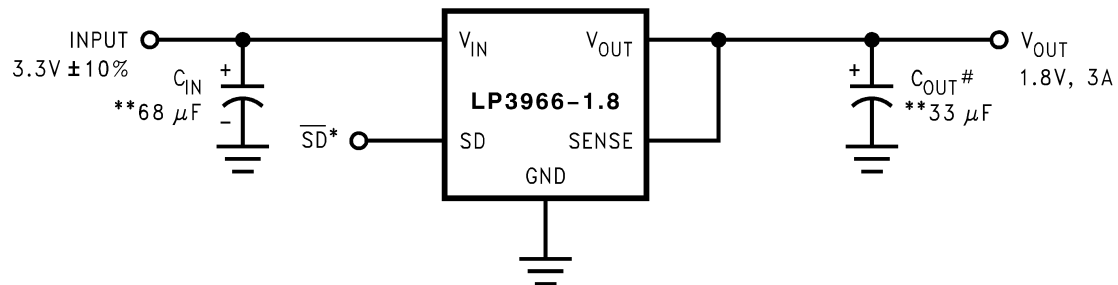 INPUT
3.3V ±10%
+
C_IN
**68 μF
−
V_IN
V_OUT
LP3966-1.8
S̅D̅*
SD
SENSE
GND
+
C_OUT#
**33 μF
V_OUT
1.8V, 3A